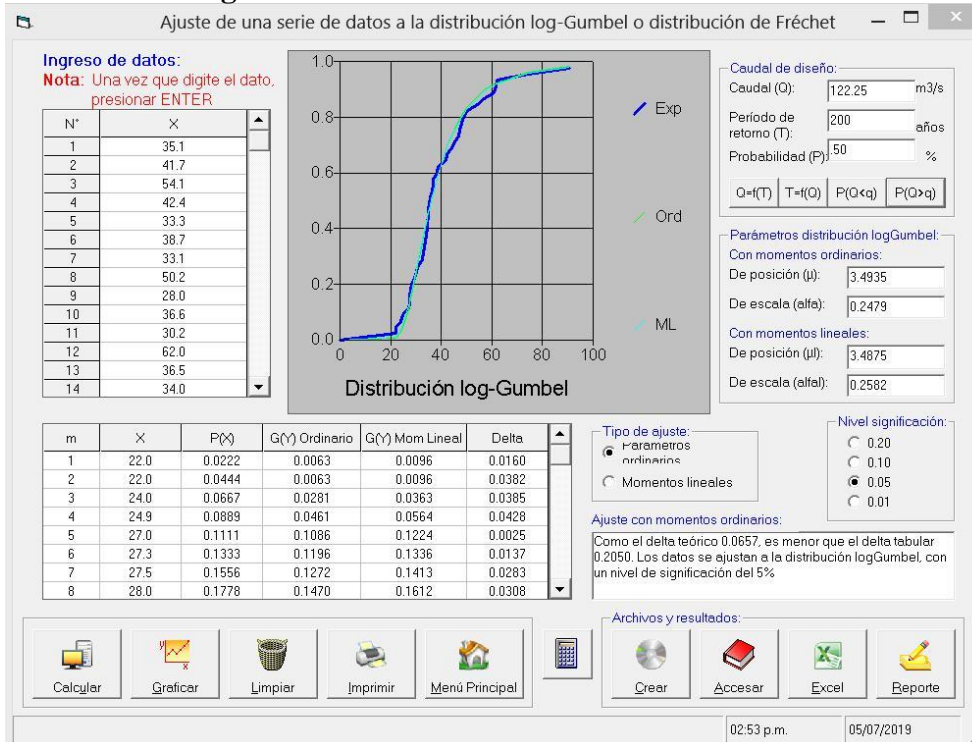 Ajuste de una serie de datos a la distribución log-Gumbel o distribución de Fréchet
Ingreso de datos:
Nota: Una vez que digite el dato,
presionar ENTER
N° X
1 35.1
2 41.7
3 54.1
4 42.4
5 33.3
6 38.7
7 33.1
8 50.2
9 28.0
10 36.6
11 30.2
12 62.0
13 36.5
14 34.0
1.0
0.8
0.6
0.4
0.2
0.0
0 20 40 60 80 100
Exp
Ord
ML
Distribución log-Gumbel
Caudal de diseño:
Caudal (Q): 122.25 m3/s
Período de
retorno (T): 200 años
Probabilidad (P): .50 %
Q=f(T) T=f(Q) P(Q<q) P(Q>q)
Parámetros distribución logGumbel:
Con momentos ordinarios:
De posición (µ): 3.4935
De escala (alfa): 0.2479
Con momentos lineales:
De posición (µl): 3.4875
De escala (alfal): 0.2582
m X P(X) G(Y) Ordinario G(Y) Mom Lineal Delta
1 22.0 0.0222 0.0063 0.0096 0.0160
2 22.0 0.0444 0.0063 0.0096 0.0382
3 24.0 0.0667 0.0281 0.0363 0.0385
4 24.9 0.0889 0.0461 0.0564 0.0428
5 27.0 0.1111 0.1086 0.1224 0.0025
6 27.3 0.1333 0.1196 0.1336 0.0137
7 27.5 0.1556 0.1272 0.1413 0.0283
8 28.0 0.1778 0.1470 0.1612 0.0308
Tipo de ajuste:
Parámetros
ordinarios
Momentos lineales
Nivel significación:
0.20
0.10
0.05
0.01
Ajuste con momentos ordinarios:
Como el delta teórico 0.0657, es menor que el delta tabular
0.2050. Los datos se ajustan a la distribución logGumbel, con
un nivel de significación del 5%
Calcular Graficar Limpiar Imprimir Menú Principal
Archivos y resultados:
Crear Accesar Excel Reporte
02:53 p.m. 05/07/2019